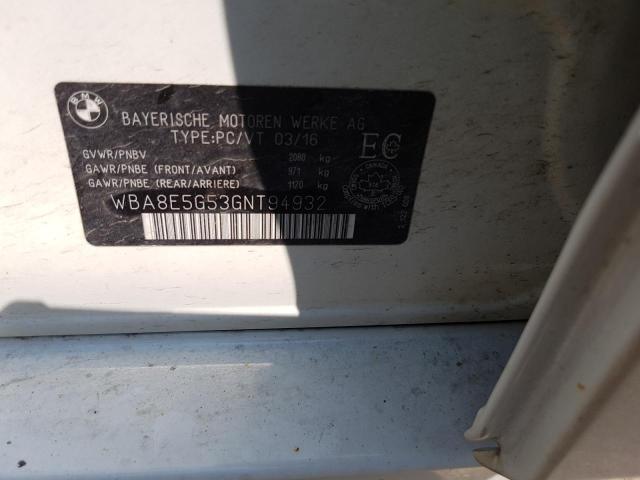 BMW
BAYERISCHE MOTOREN WERKE AG
TYPE:PC/VT 03/16
EC
GVWR/PNBV 2080 kg
GAWR/PNBE (FRONT/AVANT) 971 kg
GAWR/PNBE (REAR/ARRIERE) 1170 kg
WBA8E5G53GNT94932